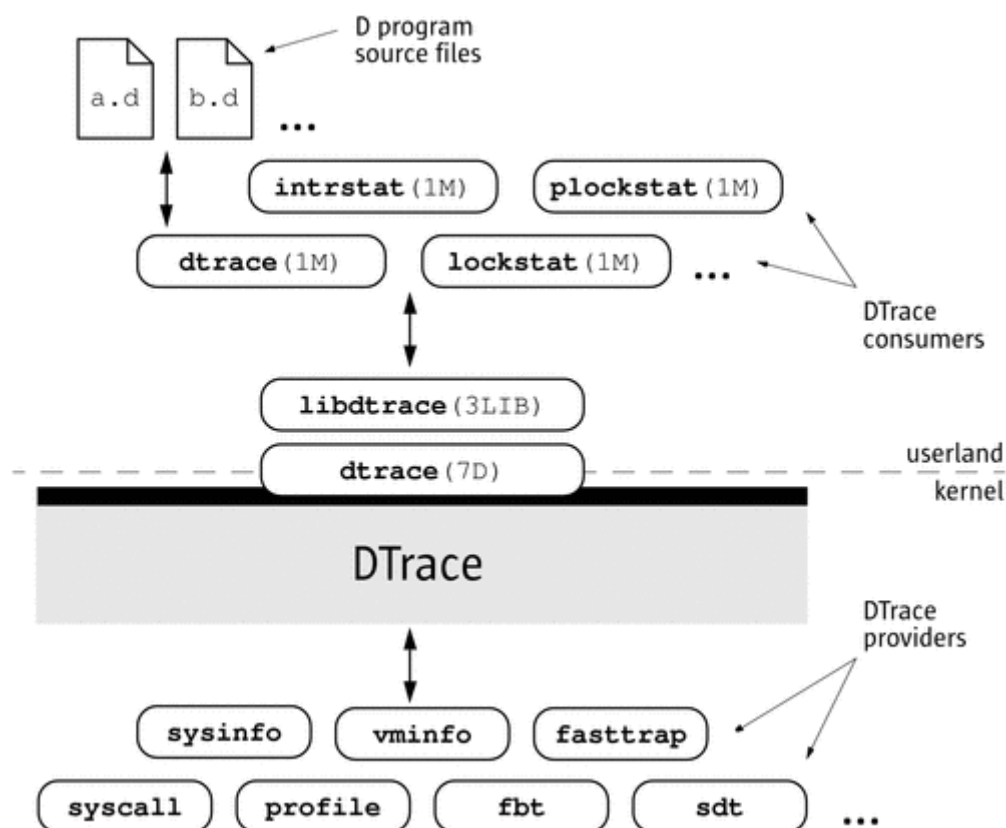 D program
source files
a.d
b.d
...
intrstat(1M)
plockstat(1M)
dtrace(1M)
lockstat(1M)
...
DTrace
consumers
libdtrace(3LIB)
dtrace(7D)
userland
kernel
DTrace
DTrace
providers
sysinfo
vminfo
fasttrap
syscall
profile
fbt
sdt
...